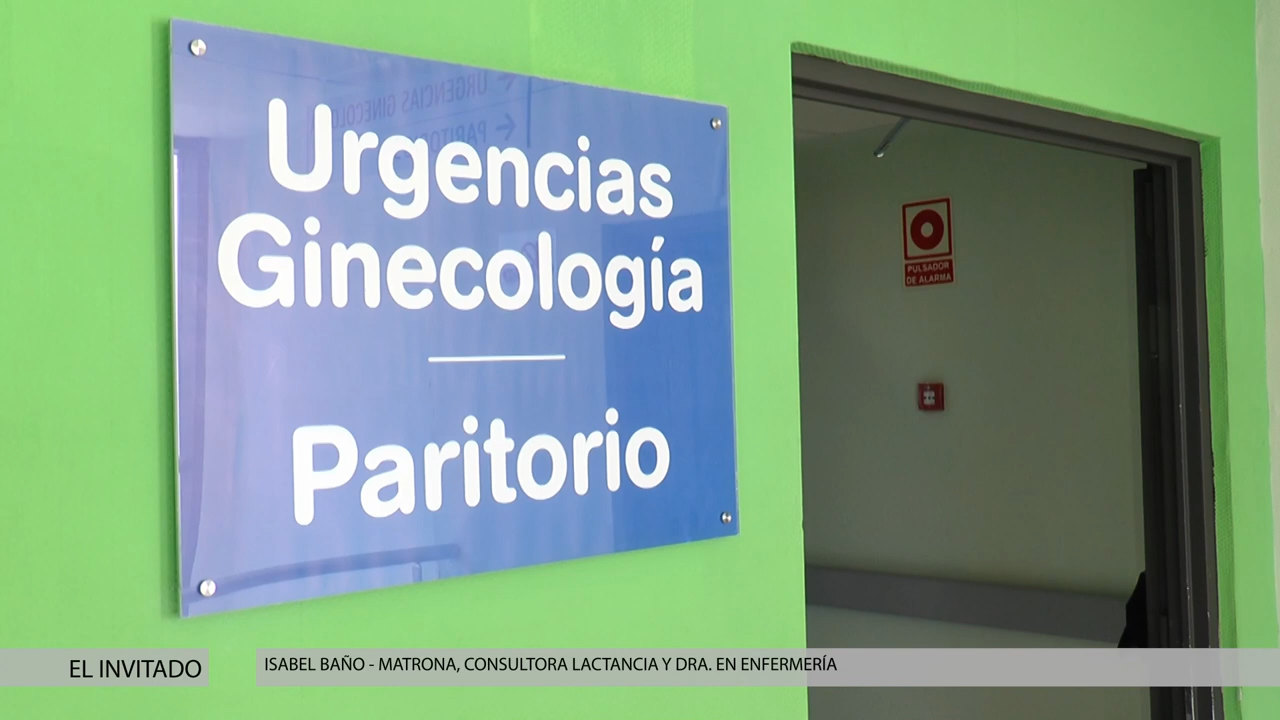 Urgencias
Ginecología
Paritorio
PULSADOR
DE ALARMA
EL INVITADO
ISABEL BAÑO - MATRONA, CONSULTORA LACTANCIA Y DRA. EN ENFERMERÍA